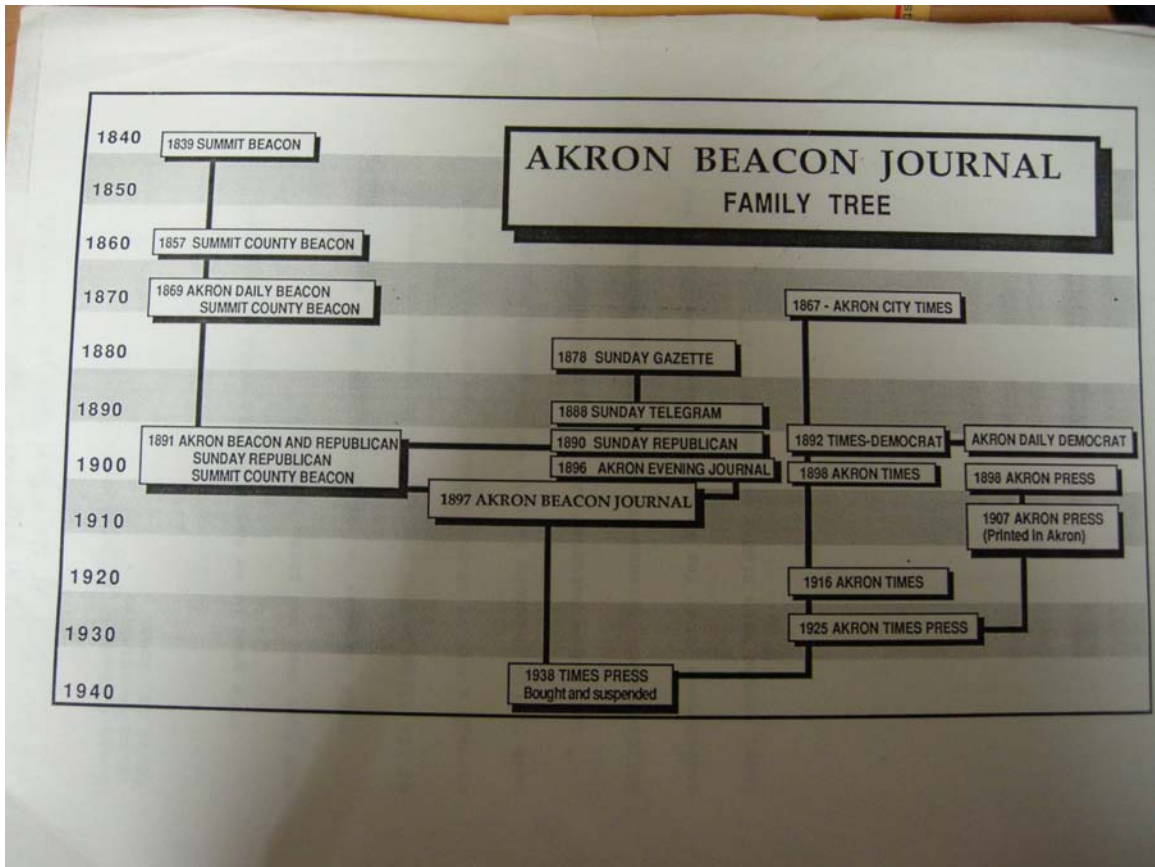 AKRON BEACON JOURNAL
FAMILY TREE
1840
1850
1860
1870
1880
1890
1900
1910
1920
1930
1940
1839 SUMMIT BEACON
1857 SUMMIT COUNTY BEACON
1869 AKRON DAILY BEACON
SUMMIT COUNTY BEACON
1891 AKRON BEACON AND REPUBLICAN
SUNDAY REPUBLICAN
SUMMIT COUNTY BEACON
1878 SUNDAY GAZETTE
1888 SUNDAY TELEGRAM
1890 SUNDAY REPUBLICAN
1896 AKRON EVENING JOURNAL
1897 AKRON BEACON JOURNAL
1867 - AKRON CITY TIMES
1892 TIMES-DEMOCRAT
AKRON DAILY DEMOCRAT
1898 AKRON TIMES
1898 AKRON PRESS
1907 AKRON PRESS
(Printed in Akron)
1916 AKRON TIMES
1925 AKRON TIMES PRESS
1938 TIMES PRESS
Bought and suspended